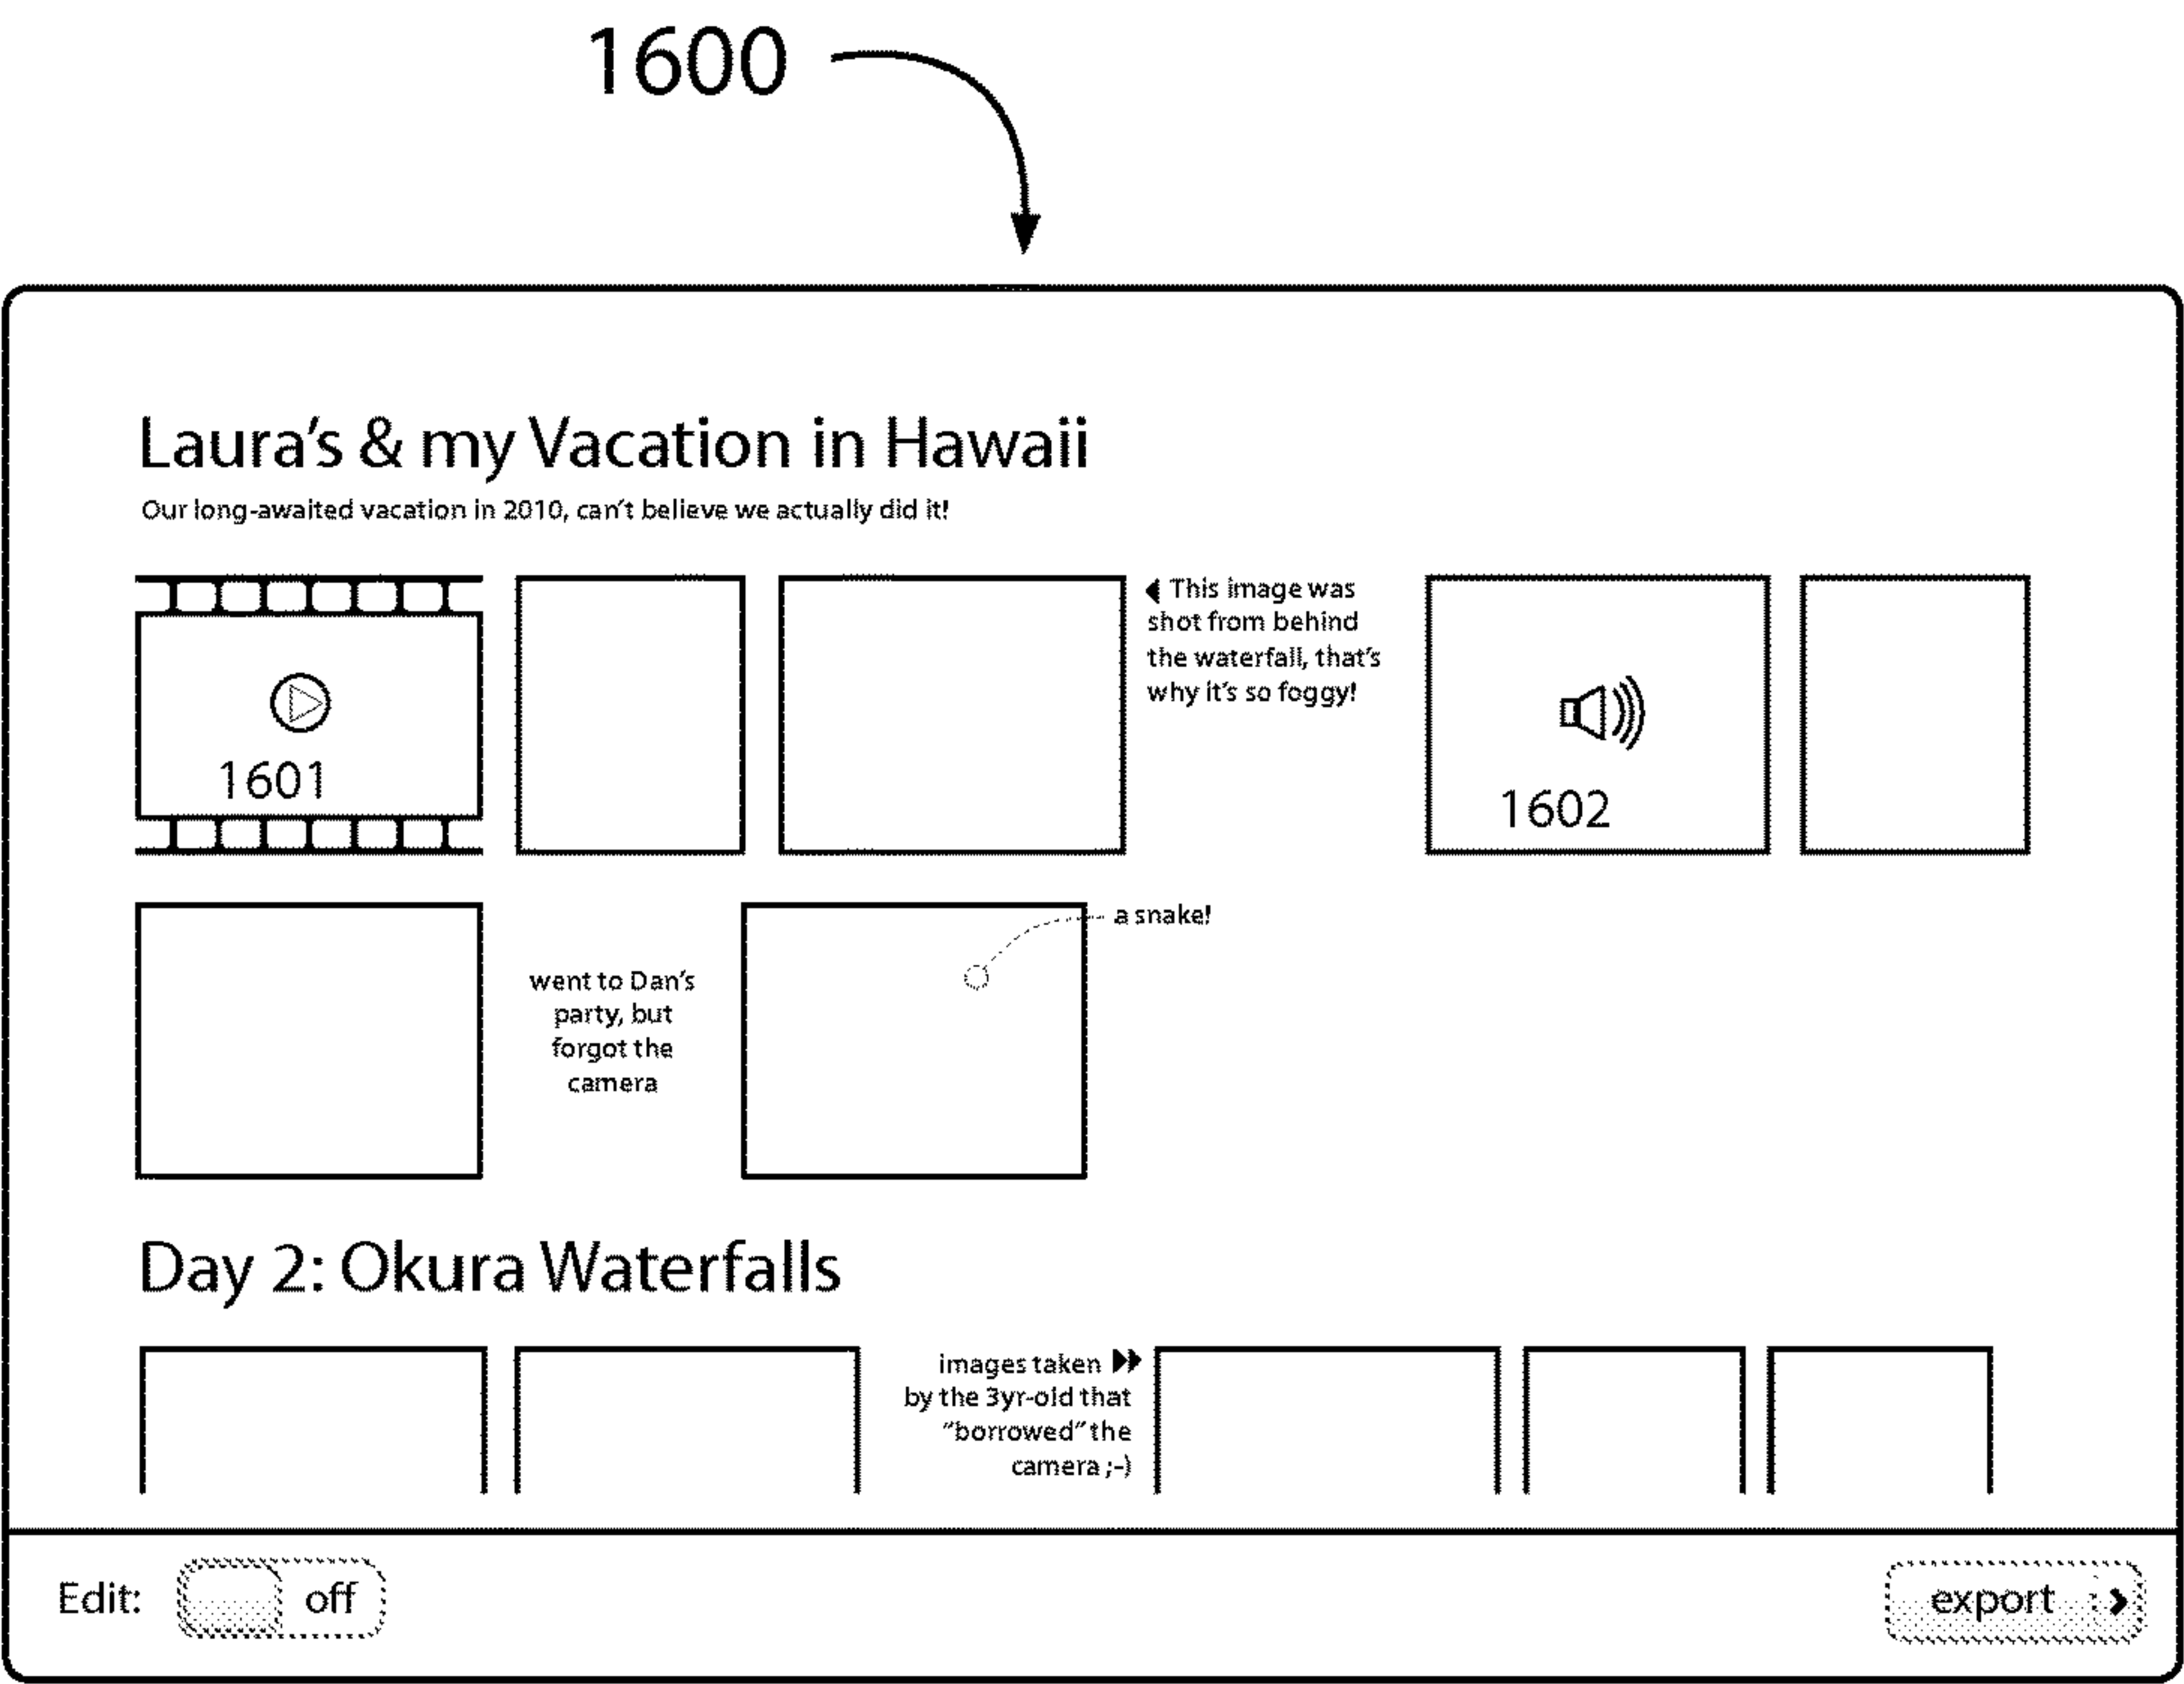 1600
Laura's & my Vacation in Hawaii
Our long-awaited vacation in 2010, can't believe we actually did it!
This image was
shot from behind
the waterfall, that's
why it's so foggy!
1601
1602
a snake!
went to Dan's
party, but
forgot the
camera
Day 2: Okura Waterfalls
images taken
by the 3yr-old that
"borrowed" the
camera ;-)
Edit:
off
export